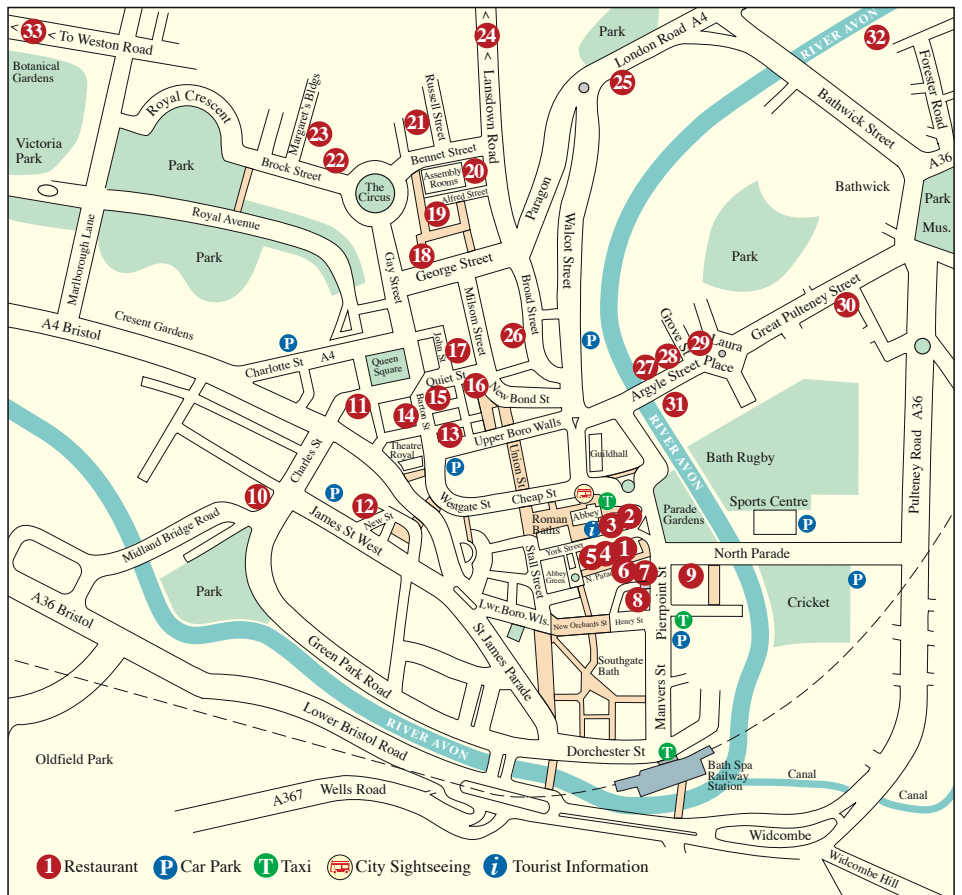 33
< To Weston Road
24
Lansdown Road
Park
London Road A4
25
RIVER AVON
32
Forester Road
Botanical
Gardens
Royal Crescent
Margaret's Bldgs
23
22
21
Russell Street
Bathwick Street
A36
Victoria
Park
Park
Brock Street
Bennet Street
Assembly
Rooms
20
The
Circus
Alfred Street
19
Paragon
Walcot Street
Bathwick
Park
Mus.
Royal Avenue
Marlborough Lane
Park
18
George Street
Gay Street
Park
Great Pulteney Street
30
A4 Bristol
Cresent Gardens
P
Charlotte St
A4
Queen
Square
John St
17
Milsom Street
Broad Street
26
P
Grove St
29
Laura
Place
28
27
Argyle Street
31
Quiet St
16
15
New Bond St
11
14
Barton St
13
Upper Boro Walls
Theatre
Royal
P
Union St
Guildhall
Bath Rugby
Pulteney Road A36
RIVER AVON
Charles St
10
P
12
New St
James St West
Midland Bridge Road
Westgate St
Cheap St
T
Abbey
Roman
Baths
i
3
2
Parade
Gardens
Sports Centre
P
York Street
5
4
1
Abbey
Green
N. Parade
6
7
North Parade
9
P
Stall Street
Park
A36 Bristol
8
Lwr.Boro.Wls.
New Orchards St
Henry St
Pierpoint St
T
P
Cricket
Green Park Road
St James Parade
Southgate
Bath
Manvers St
Lower Bristol Road
RIVER AVON
Oldfield Park
Dorchester St
T
Bath Spa
Railway
Station
Canal
Canal
A367
Wells Road
Widcombe
Widcombe Hill
1 Restaurant
P Car Park
T Taxi
City Sightseeing
i Tourist Information